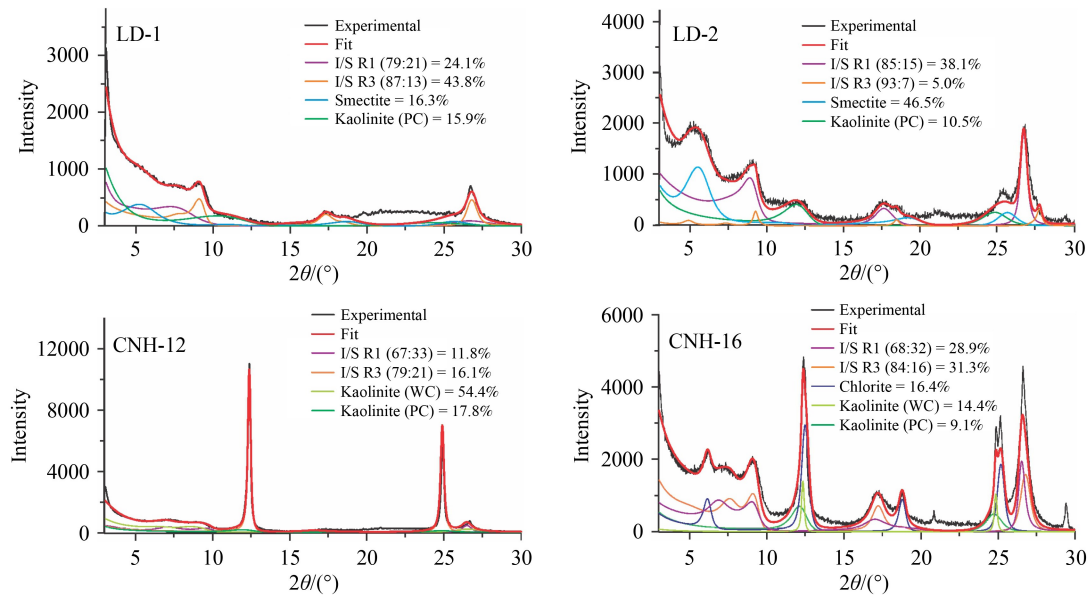 LD-1
Experimental
Fit
I/S R1 (79:21) = 24.1%
I/S R3 (87:13) = 43.8%
Smectite = 16.3%
Kaolinite (PC) = 15.9%
Intensity
3000
2000
1000
0
5 10 15 20 25 30
2θ/(°)
LD-2
Experimental
Fit
I/S R1 (85:15) = 38.1%
I/S R3 (93:7) = 5.0%
Smectite = 46.5%
Kaolinite (PC) = 10.5%
Intensity
4000
3000
2000
1000
0
5 10 15 20 25 30
2θ/(°)
CNH-12
Experimental
Fit
I/S R1 (67:33) = 11.8%
I/S R3 (79:21) = 16.1%
Kaolinite (WC) = 54.4%
Kaolinite (PC) = 17.8%
Intensity
12000
8000
4000
0
5 10 15 20 25 30
2θ/(°)
CNH-16
Experimental
Fit
I/S R1 (68:32) = 28.9%
I/S R3 (84:16) = 31.3%
Chlorite = 16.4%
Kaolinite (WC) = 14.4%
Kaolinite (PC) = 9.1%
Intensity
6000
4000
2000
0
5 10 15 20 25 30
2θ/(°)